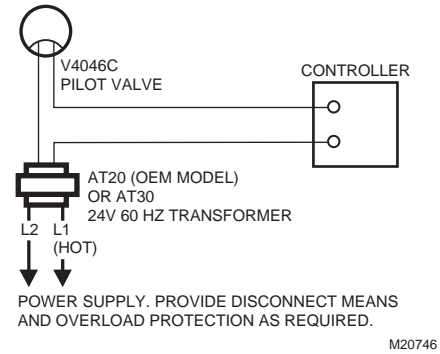 V4046C
PILOT VALVE
CONTROLLER
AT20 (OEM MODEL)
OR AT30
24V 60 HZ TRANSFORMER
L2 L1
(HOT)
POWER SUPPLY. PROVIDE DISCONNECT MEANS
AND OVERLOAD PROTECTION AS REQUIRED.
M20746